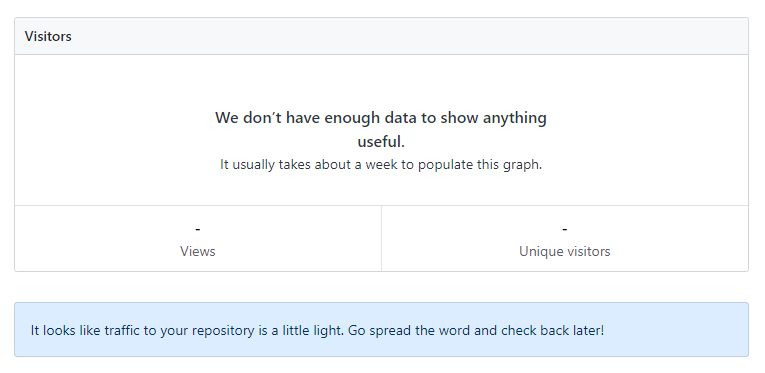 Visitors
We don’t have enough data to show anything
useful.
It usually takes about a week to populate this graph.
-
Views
-
Unique visitors
It looks like traffic to your repository is a little light. Go spread the word and check back later!